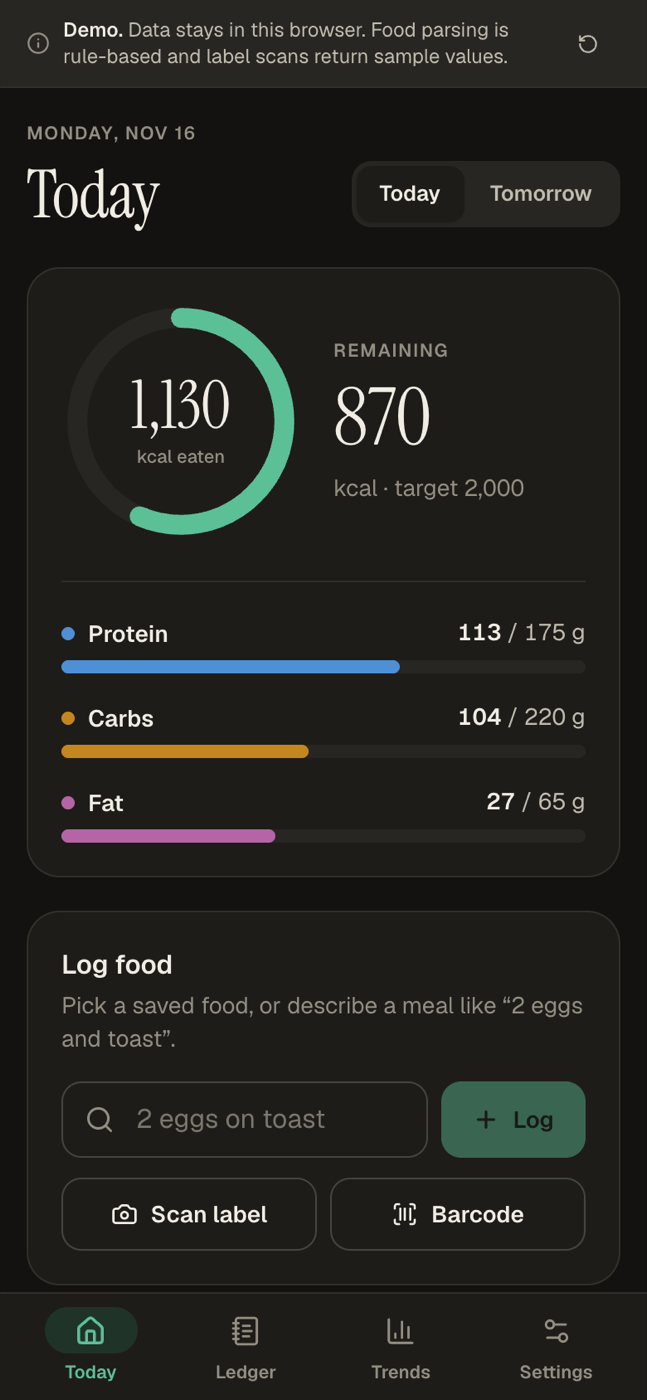 Demo. Data stays in this browser. Food parsing is
rule-based and label scans return sample values.
MONDAY, NOV 16
Today
Today
Tomorrow
1,130
kcal eaten
REMAINING
870
kcal · target 2,000
Protein
113 / 175 g
Carbs
104 / 220 g
Fat
27 / 65 g
Log food
Pick a saved food, or describe a meal like “2 eggs
and toast”.
2 eggs on toast
+ Log
Scan label
Barcode
Today
Ledger
Trends
Settings